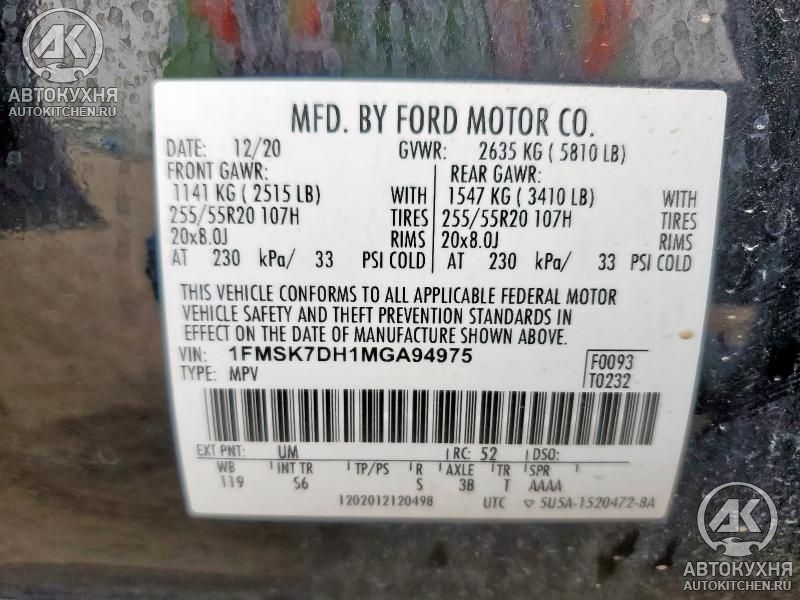 АК
АВТОКУХНЯ
AUTOKITCHEN.RU
MFD. BY FORD MOTOR CO.
DATE: 12/20 GVWR: 2635 KG ( 5810 LB)
FRONT GAWR: REAR GAWR:
1141 KG ( 2515 LB) WITH 1547 KG ( 3410 LB) WITH
255/55R20 107H TIRES 255/55R20 107H TIRES
20x8.0J RIMS 20x8.0J RIMS
AT 230 kPa/ 33 PSI COLD AT 230 kPa/ 33 PSI COLD
THIS VEHICLE CONFORMS TO ALL APPLICABLE FEDERAL MOTOR
VEHICLE SAFETY AND THEFT PREVENTION STANDARDS IN
EFFECT ON THE DATE OF MANUFACTURE SHOWN ABOVE.
VIN: 1FMSK7DH1MGA94975 F0093
TYPE: MPV T0232
EXT PNT: UM RC: 52 DSO:
WB INT TR TP/PS R AXLE TR SPR
119 S6 S 3B T AAAA
1202012120498 UTC ▽ 5U5A-1520472-8A
АК
АВТОКУХНЯ
AUTOKITCHEN.RU